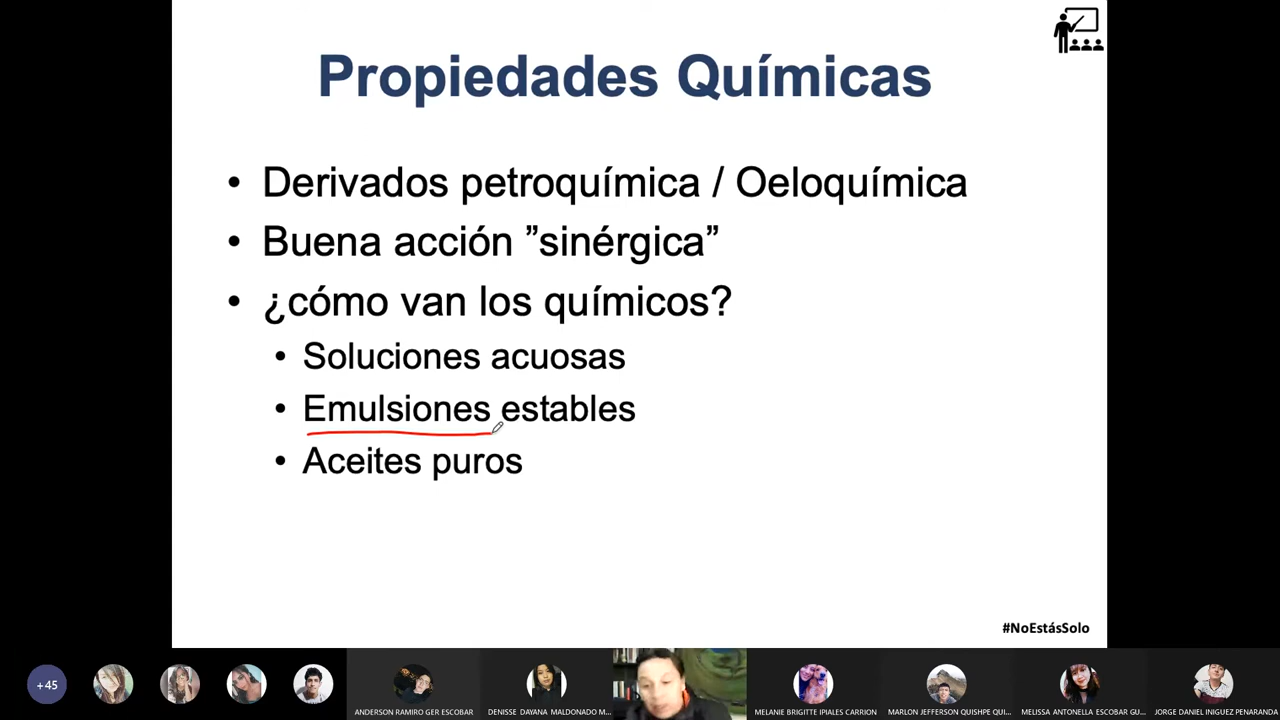 Propiedades Químicas
• Derivados petroquímica / Oeloquímica
• Buena acción ”sinérgica”
• ¿cómo van los químicos?
• Soluciones acuosas
• Emulsiones estables
• Aceites puros
#NoEstásSolo
+45
ANDERSON RAMIRO GER ESCOBAR
DENISSE DAYANA MALDONADO M...
MELANIE BRIGITTE IPIALES CARRION
MARLON JEFFERSON QUISHPE QUI...
MELISSA ANTONELLA ESCOBAR GU...
JORGE DANIEL INIGUEZ PENARANDA